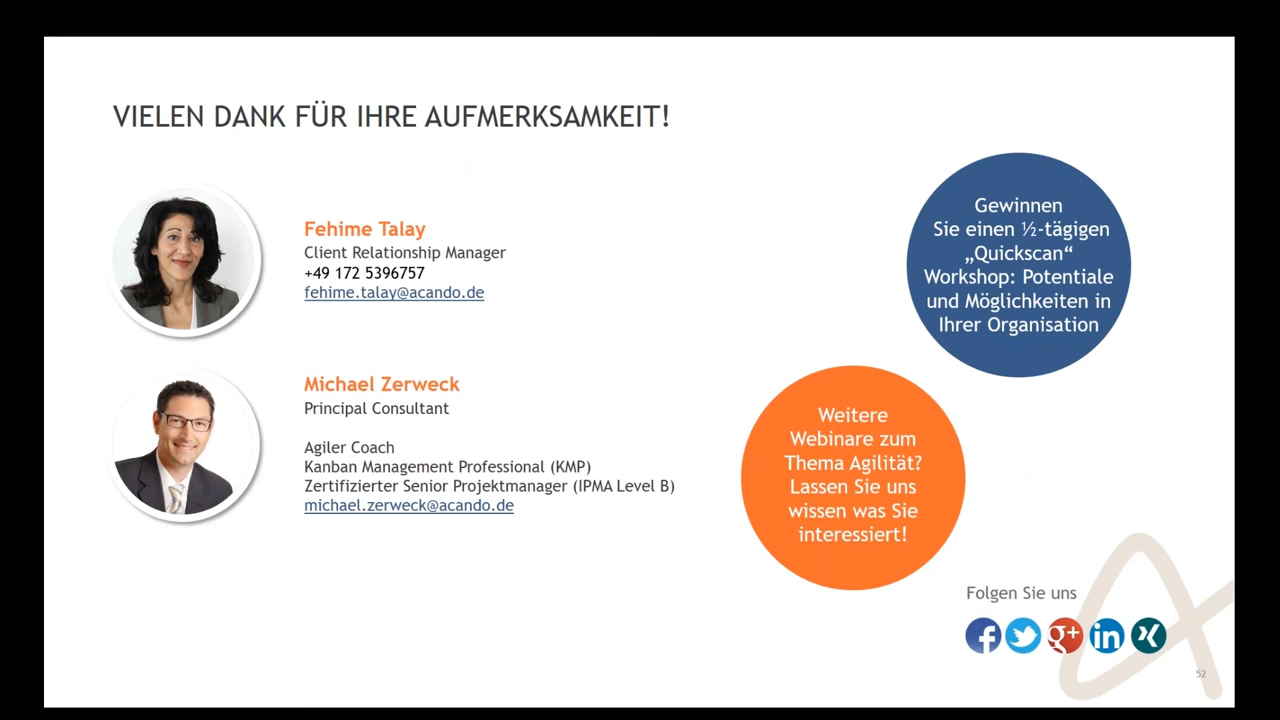 VIELEN DANK FÜR IHRE AUFMERKSAMKEIT!
Fehime Talay
Client Relationship Manager
+49 172 5396757
fehime.talay@acando.de
Michael Zerweck
Principal Consultant
Agiler Coach
Kanban Management Professional (KMP)
Zertifizierter Senior Projektmanager (IPMA Level B)
michael.zerweck@acando.de
Gewinnen
Sie einen ½-tägigen
„Quickscan“
Workshop: Potentiale
und Möglichkeiten in
Ihrer Organisation
Weitere
Webinare zum
Thema Agilität?
Lassen Sie uns
wissen was Sie
interessiert!
Folgen Sie uns
f
g+
in
52